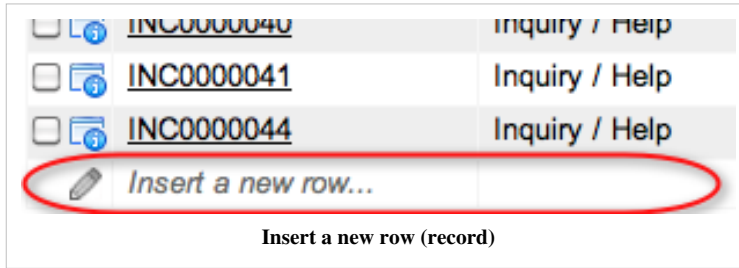 INC0000040 Inquiry / Help
INC0000041 Inquiry / Help
INC0000044 Inquiry / Help
Insert a new row...
Insert a new row (record)